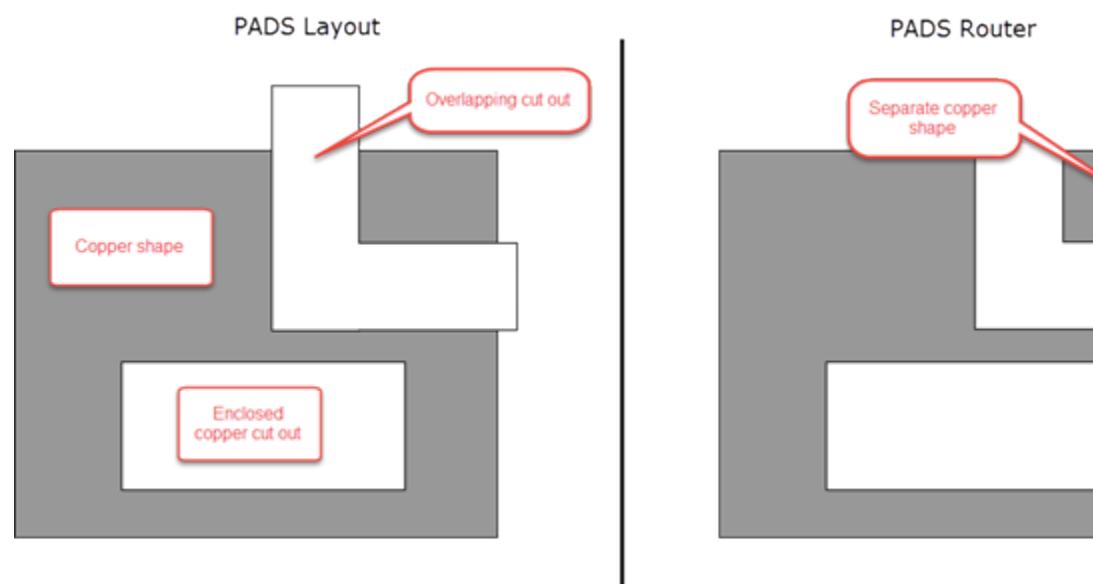 PADS Layout
PADS Router
Overlapping cut out
Separate copper
shape
Copper shape
Enclosed
copper cut out